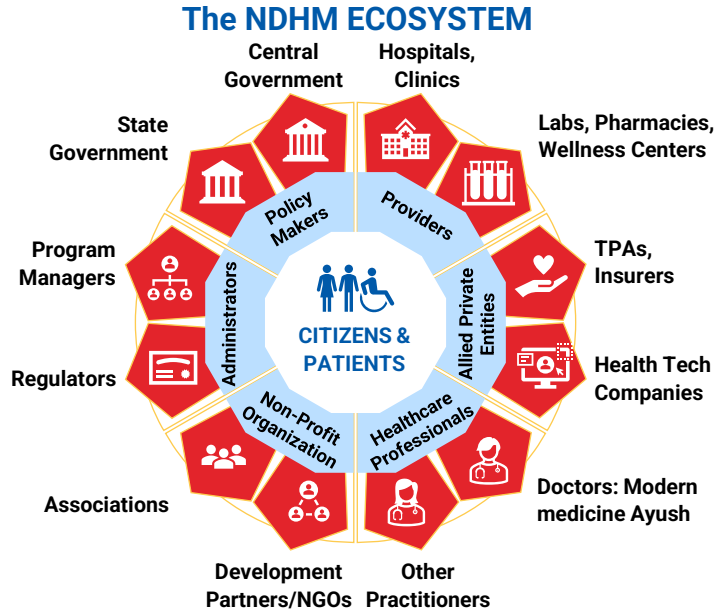 The NDHM ECOSYSTEM
Central
Government
Hospitals,
Clinics
State
Government
Labs, Pharmacies,
Wellness Centers
Policy
Makers
Providers
Program
Managers
TPAs,
Insurers
Administrators
Allied Private
Entities
CITIZENS &
PATIENTS
Regulators
Health Tech
Companies
Non-Profit
Organization
Healthcare
Professionals
Associations
Doctors: Modern
medicine Ayush
Development
Partners/NGOs
Other
Practitioners